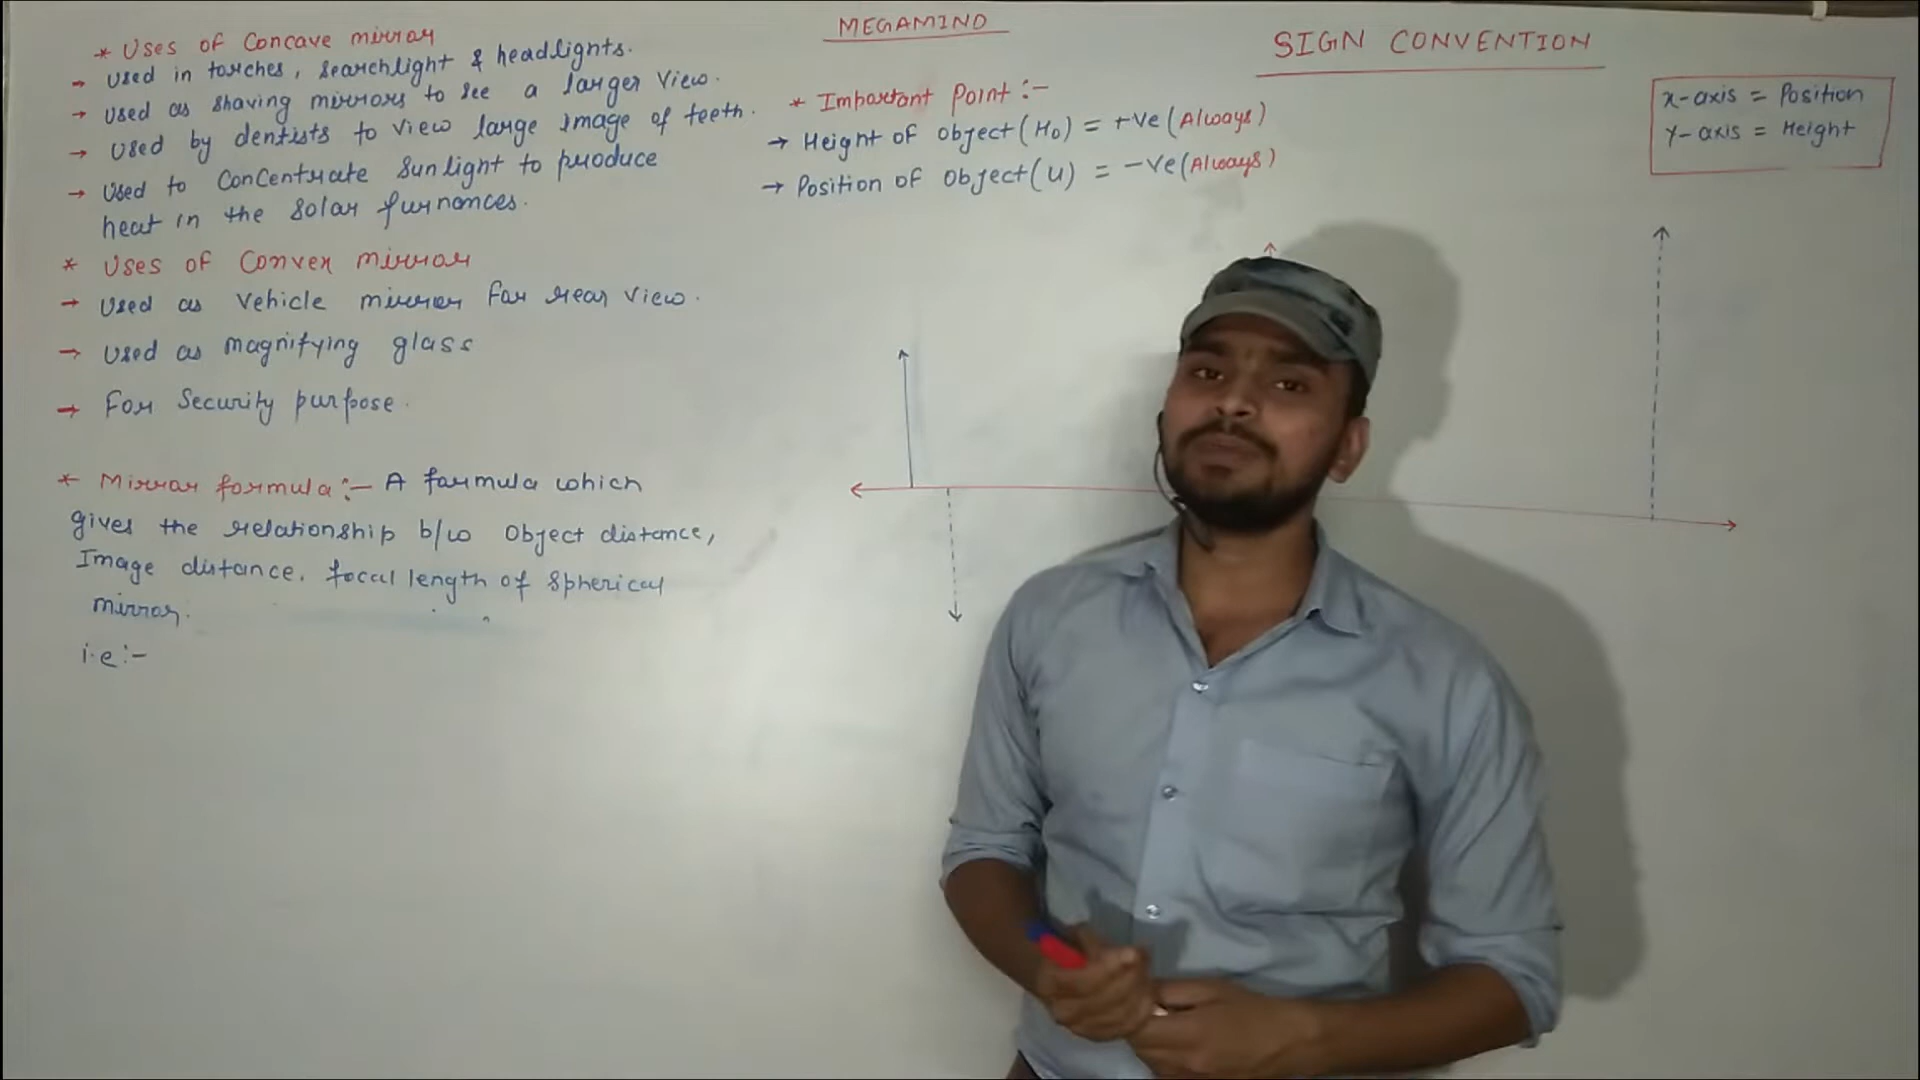 * Uses of Concave mirror
→ used in torches, searchlight & headlights.
→ used as shaving mirrors to see a larger view.
→ used by dentists to view large image of teeth.
→ used to concentrate sunlight to produce
heat in the solar furnances.
* Uses of Convex mirror
→ used as vehicle mirror for rear view.
→ used as magnifying glass
→ For security purpose.
* Mirror formula:- A formula which
gives the relationship b/w object distance,
Image distance. focal length of spherical
mirror.
i.e:-
MEGAMIND
* Important Point:-
→ Height of object(Ho) = +ve(Always)
→ Position of object(u) = -ve(Always)
SIGN CONVENTION
x-axis = Position
y-axis = Height